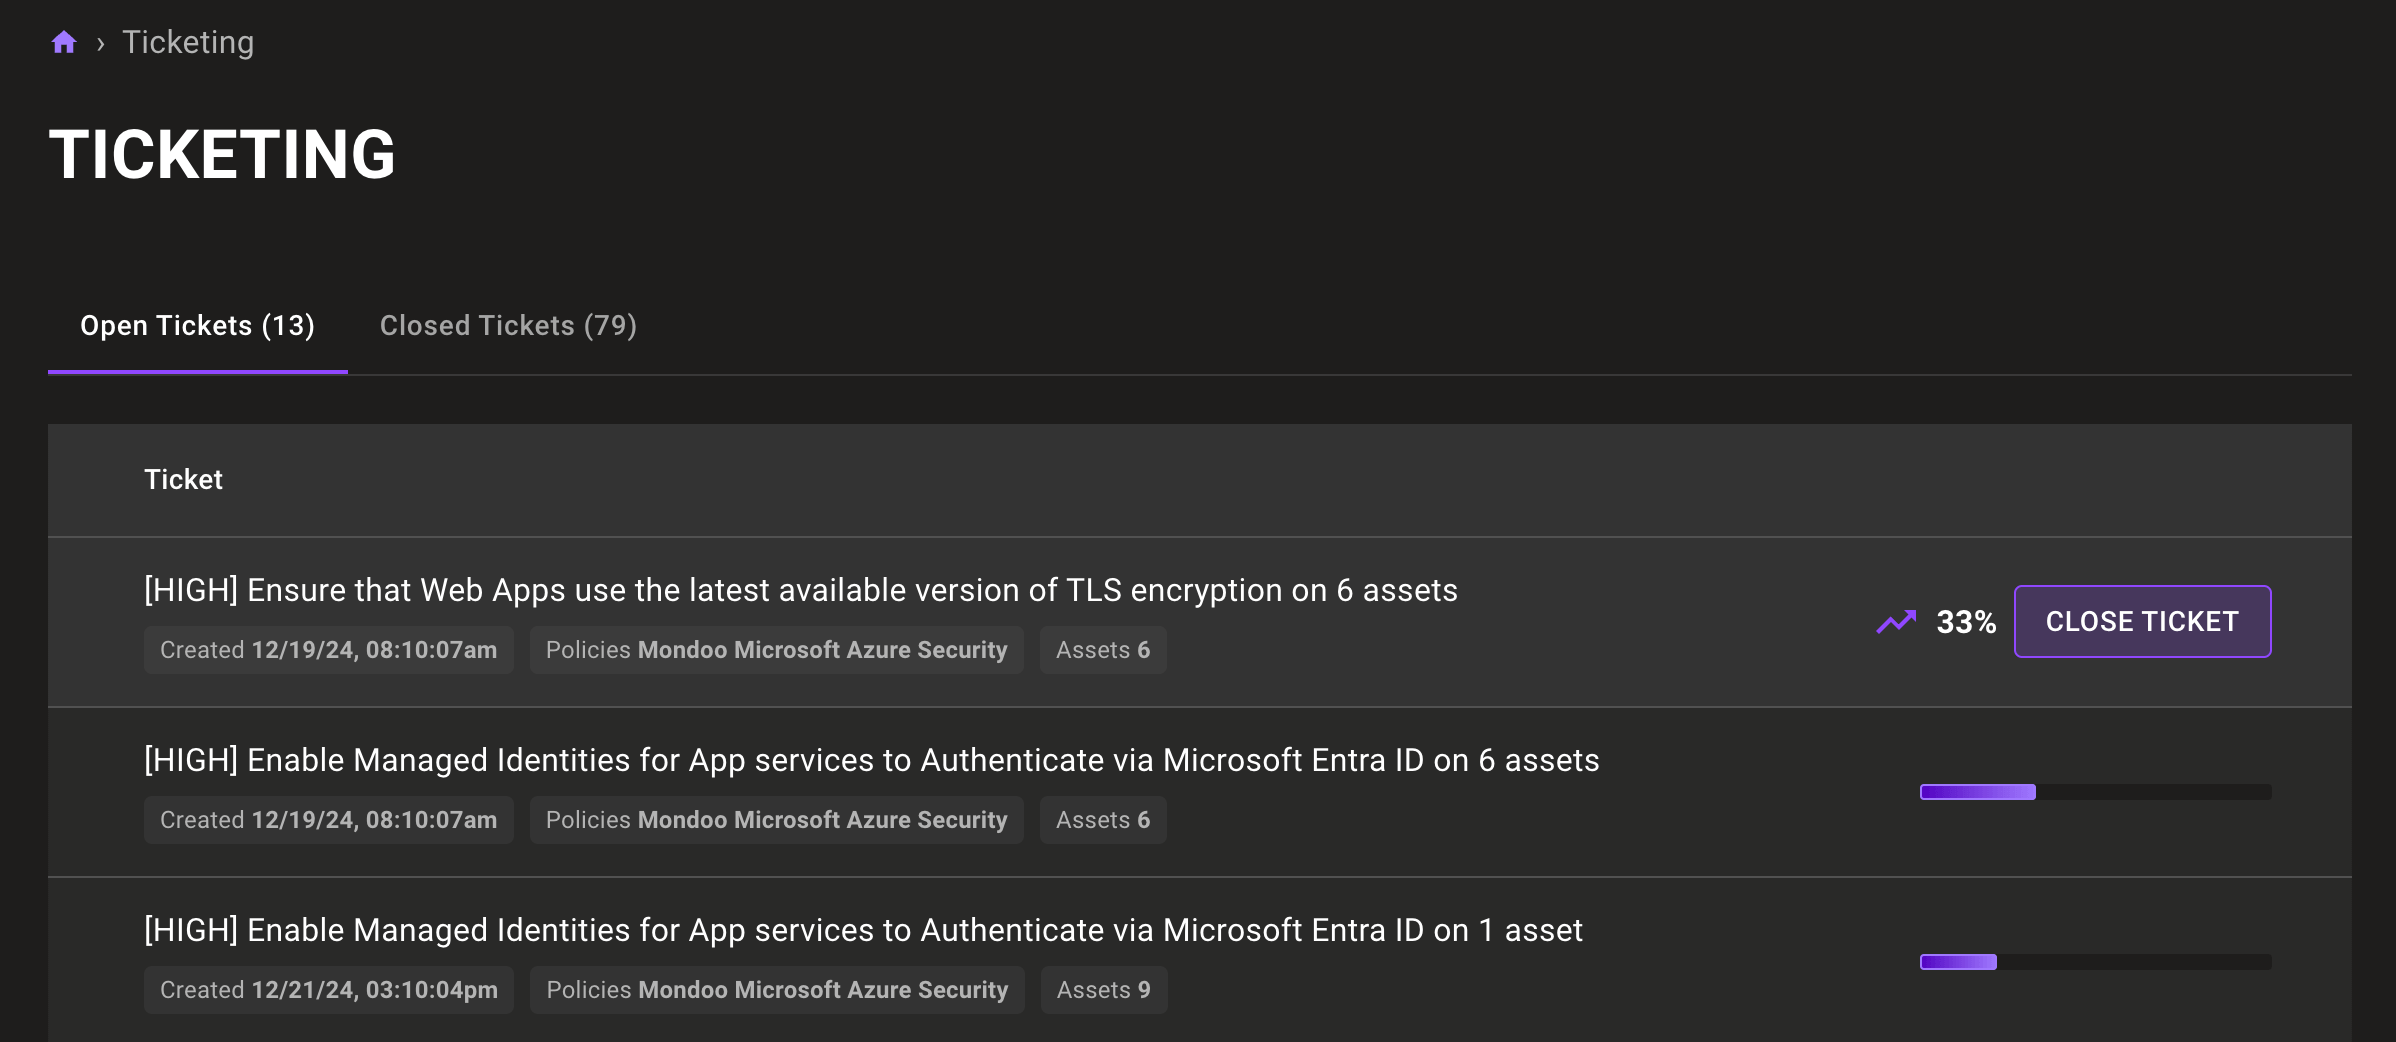 › Ticketing
TICKETING
Open Tickets (13) Closed Tickets (79)
Ticket
[HIGH] Ensure that Web Apps use the latest available version of TLS encryption on 6 assets
Created 12/19/24, 08:10:07am Policies Mondoo Microsoft Azure Security Assets 6
33% CLOSE TICKET
[HIGH] Enable Managed Identities for App services to Authenticate via Microsoft Entra ID on 6 assets
Created 12/19/24, 08:10:07am Policies Mondoo Microsoft Azure Security Assets 6
[HIGH] Enable Managed Identities for App services to Authenticate via Microsoft Entra ID on 1 asset
Created 12/21/24, 03:10:04pm Policies Mondoo Microsoft Azure Security Assets 9